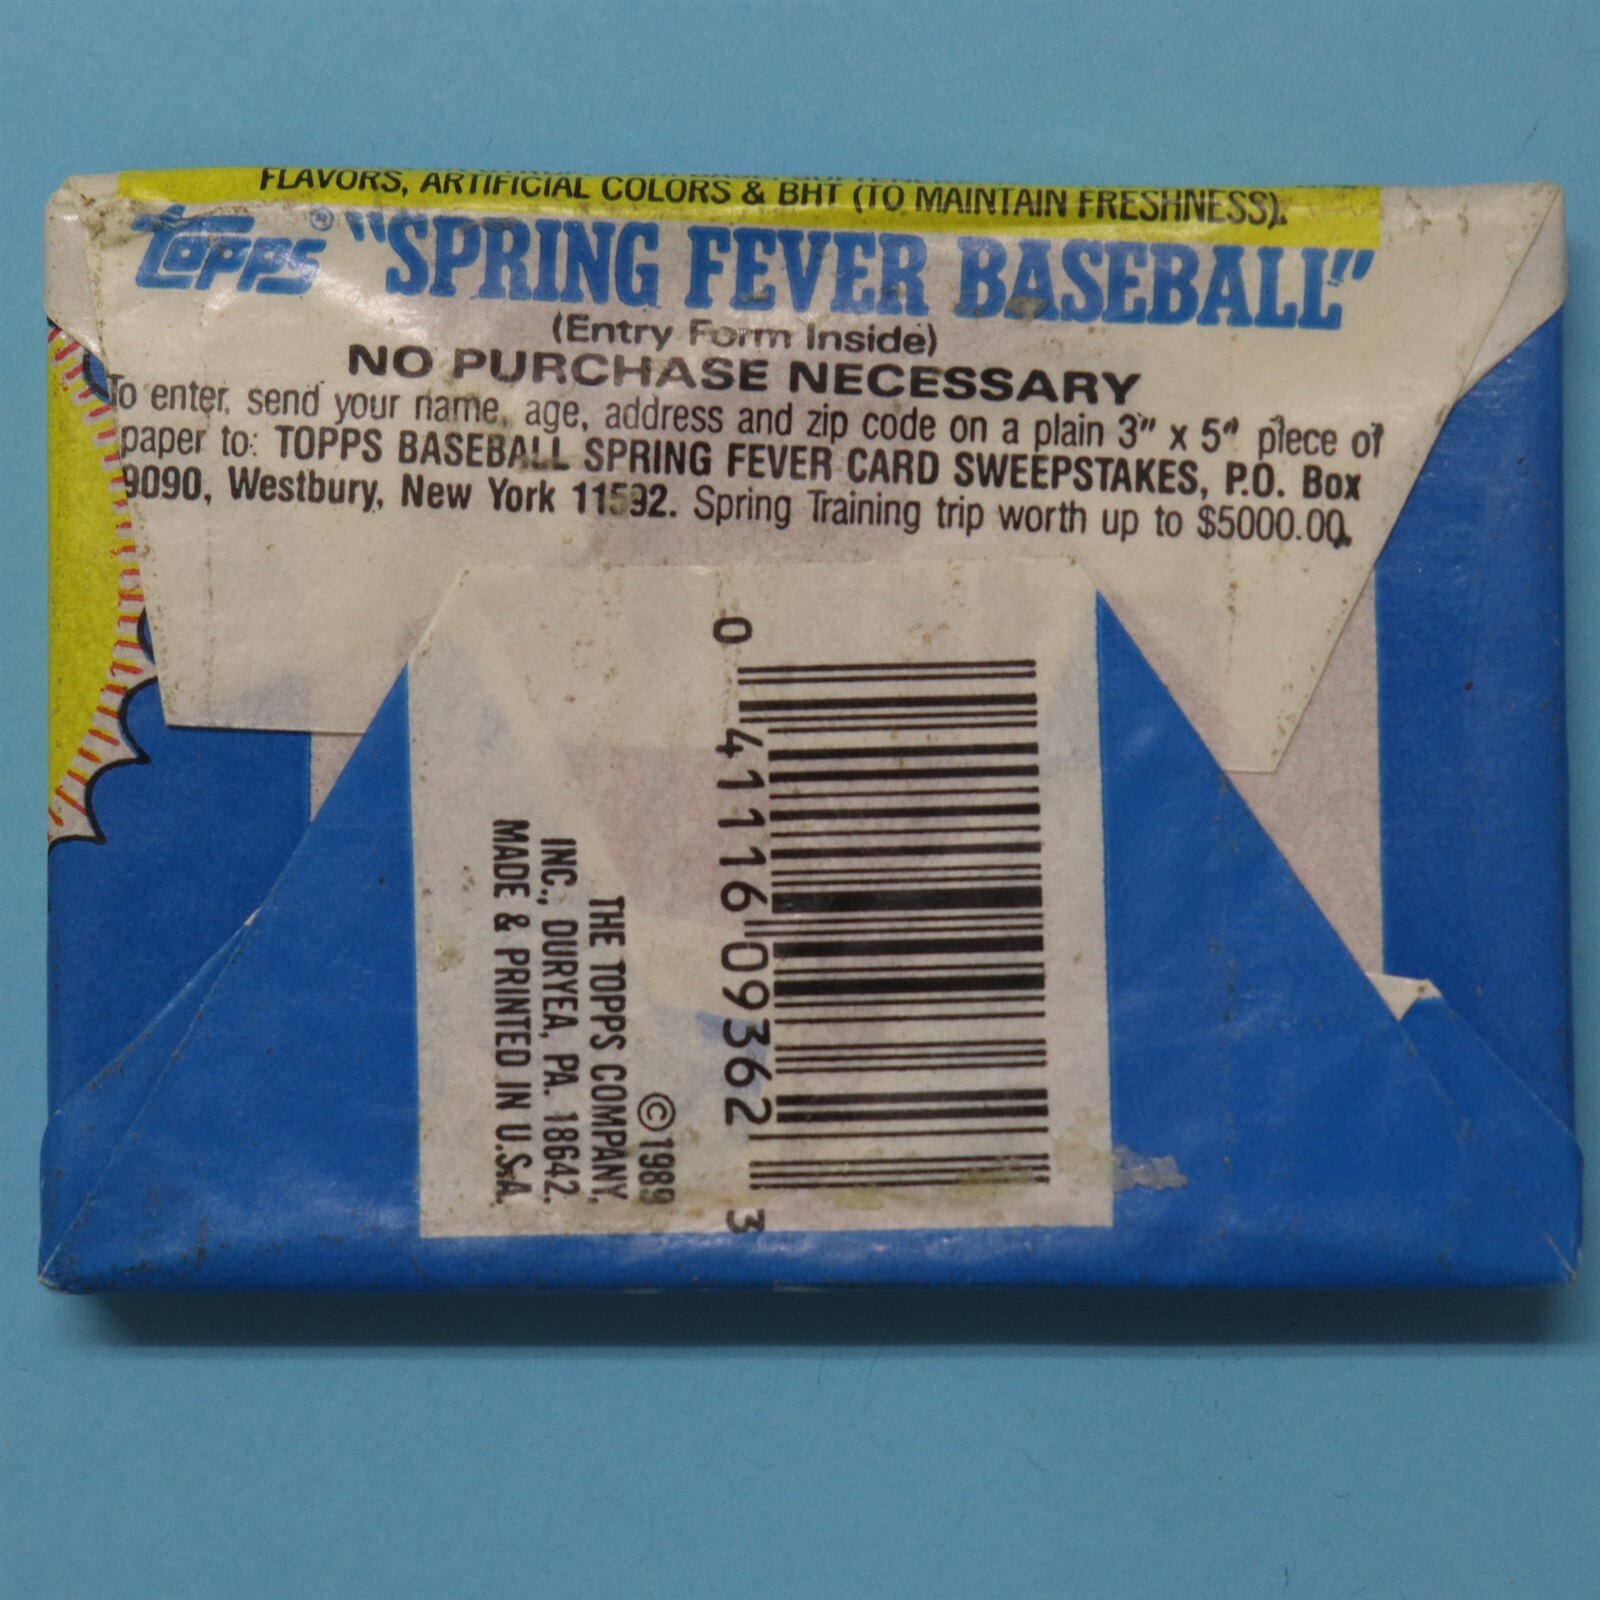 FLAVORS, ARTIFICIAL COLORS & BHT (TO MAINTAIN FRESHNESS).
TOPPS® "SPRING FEVER BASEBALL"
(Entry Form Inside)
NO PURCHASE NECESSARY
To enter, send your name, age, address and zip code on a plain 3" x 5" piece of
paper to: TOPPS BASEBALL SPRING FEVER CARD SWEEPSTAKES, P.O. Box
9090, Westbury, New York 11592. Spring Training trip worth up to $5000.00.
0 41116 09362 3
©1989
THE TOPPS COMPANY,
INC., DURYEA, PA. 18642.
MADE & PRINTED IN U.S.A.